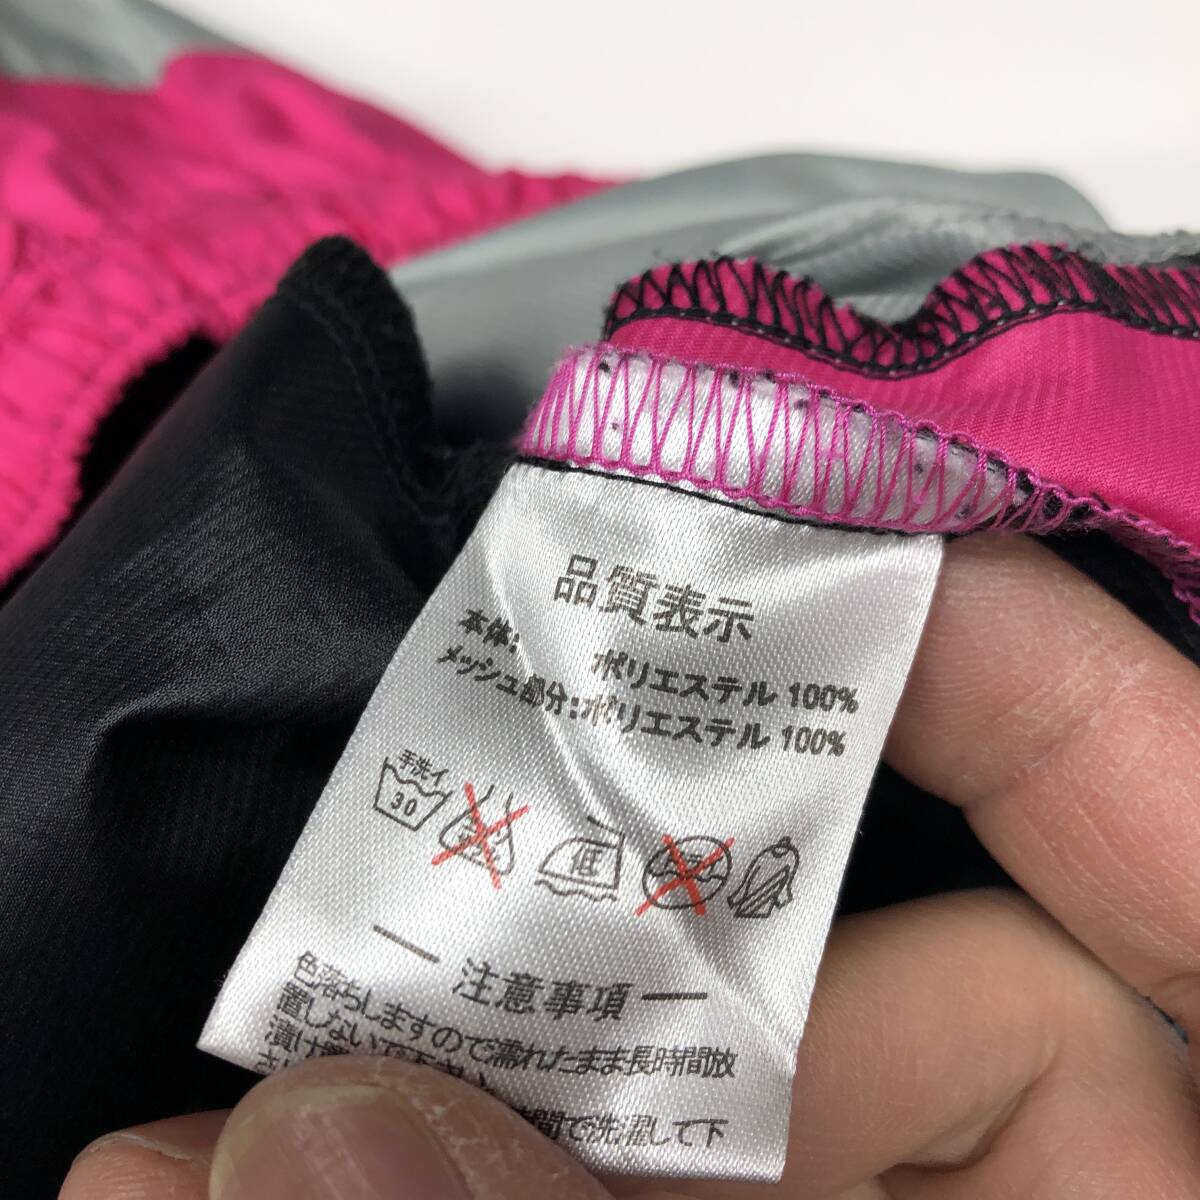 品質表示
本体: ポリエステル 100%
メッシュ部分:ポリエステル 100%
手洗イ
30
低
注意事項
色落ちしますので濡れたまま長時間放
置しないで下さい
漬け
間で洗濯して下